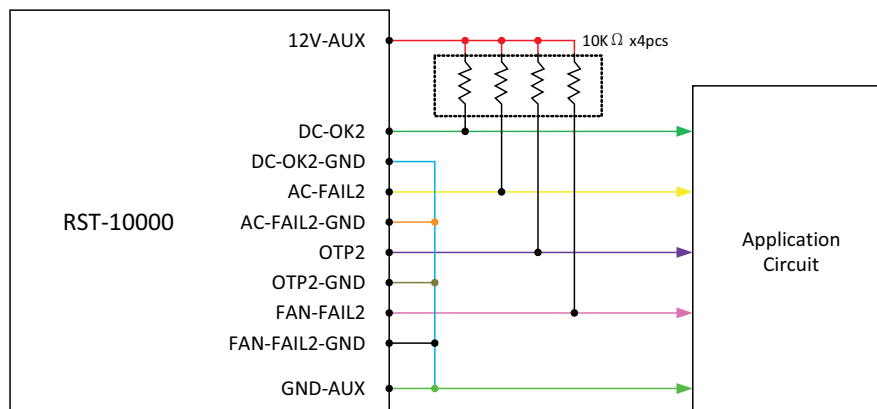 12V-AUX
10KΩ x4pcs
DC-OK2
DC-OK2-GND
AC-FAIL2
RST-10000
AC-FAIL2-GND
OTP2
Application
Circuit
OTP2-GND
FAN-FAIL2
FAN-FAIL2-GND
GND-AUX